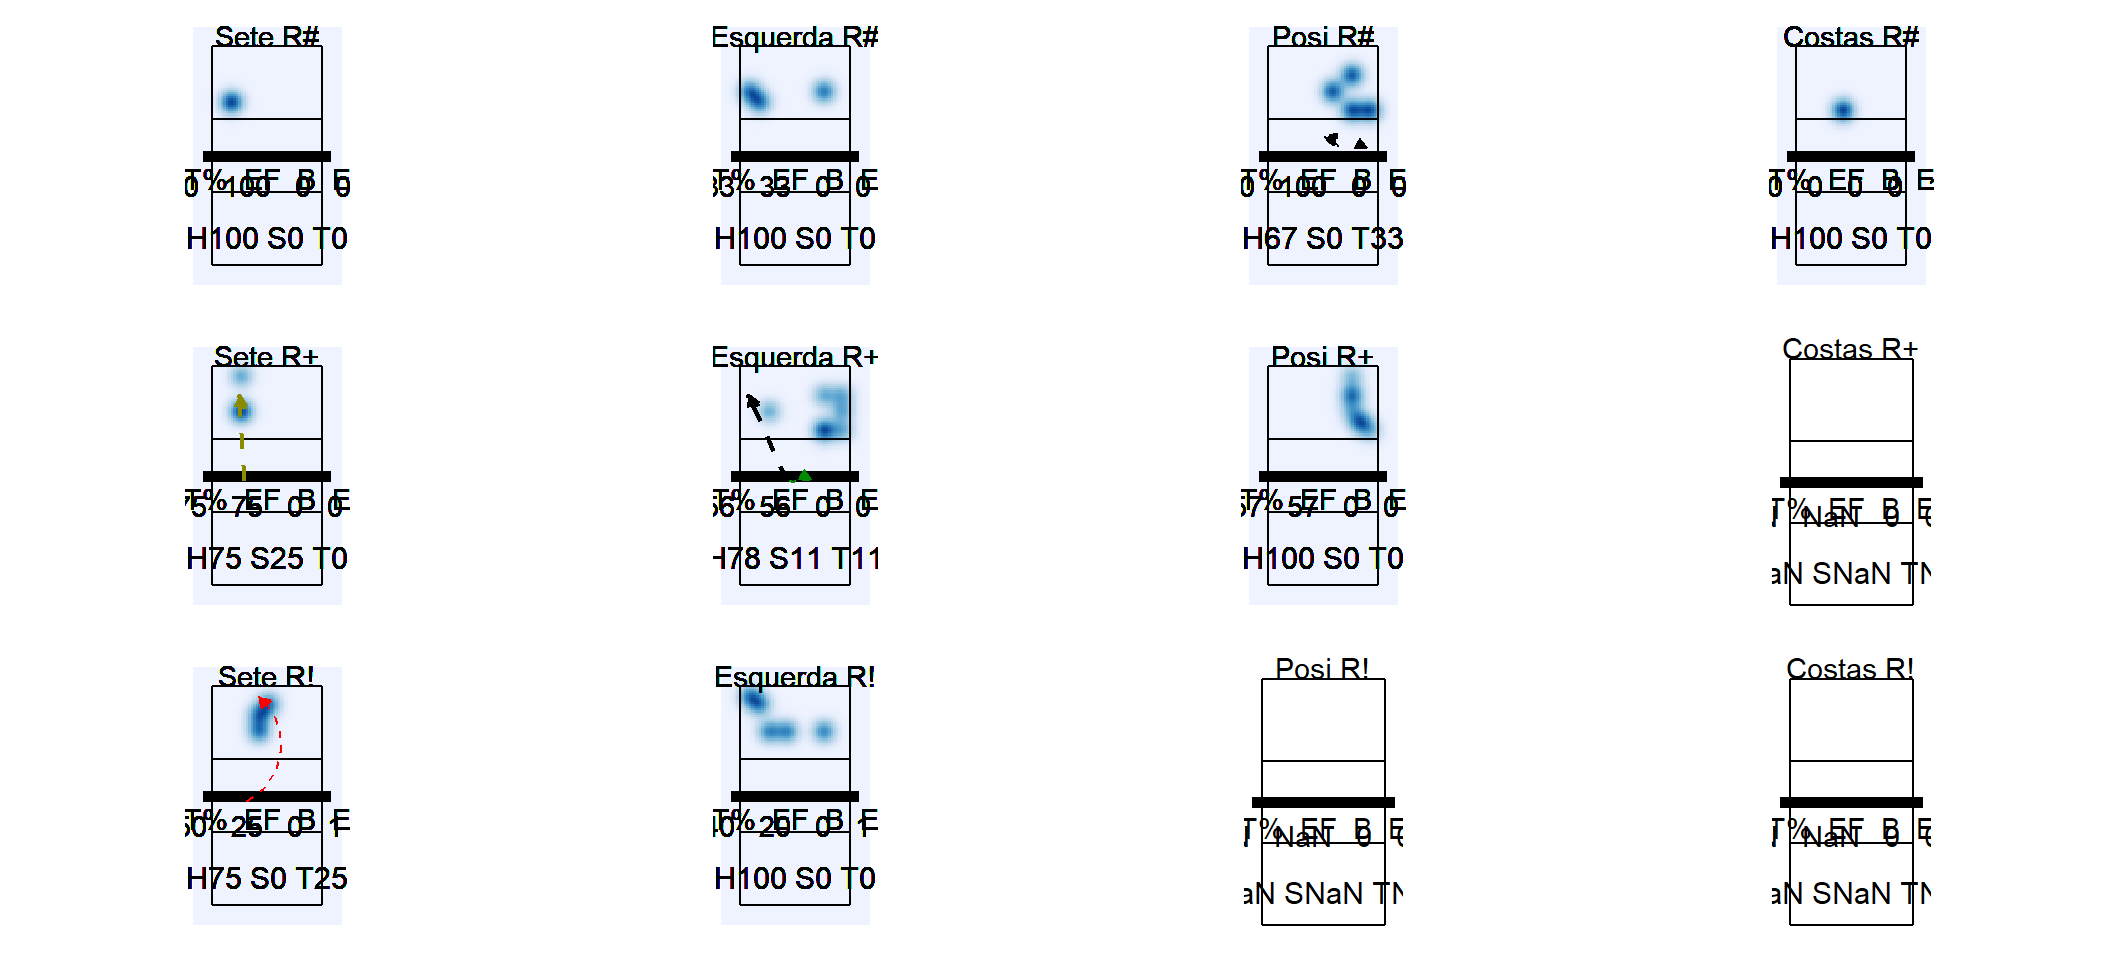 Sete R#
Esquerda R#
Posi R#
Costas R#
T% EF B E
0 100 0 0
T% EF B E
33 33 0 0
T% EF B E
0 100 0 0
T% EF B E
0 0 0 0
H100 S0 T0
H100 S0 T0
H67 S0 T33
H100 S0 T0
Sete R+
Esquerda R+
Posi R+
Costas R+
T% EF B E
75 75 0 0
T% EF B E
56 56 0 0
T% EF B E
57 57 0 0
T% EF B E
NaN 0
H75 S25 T0
H78 S11 T11
H100 S0 T0
aN SNaN TN
Sete R!
Esquerda R!
Posi R!
Costas R!
T% EF B E
50 25 0 1
T% EF B E
40 20 0 1
T% EF B E
NaN 0
T% EF B E
NaN 0
H75 S0 T25
H100 S0 T0
aN SNaN TN
aN SNaN TN